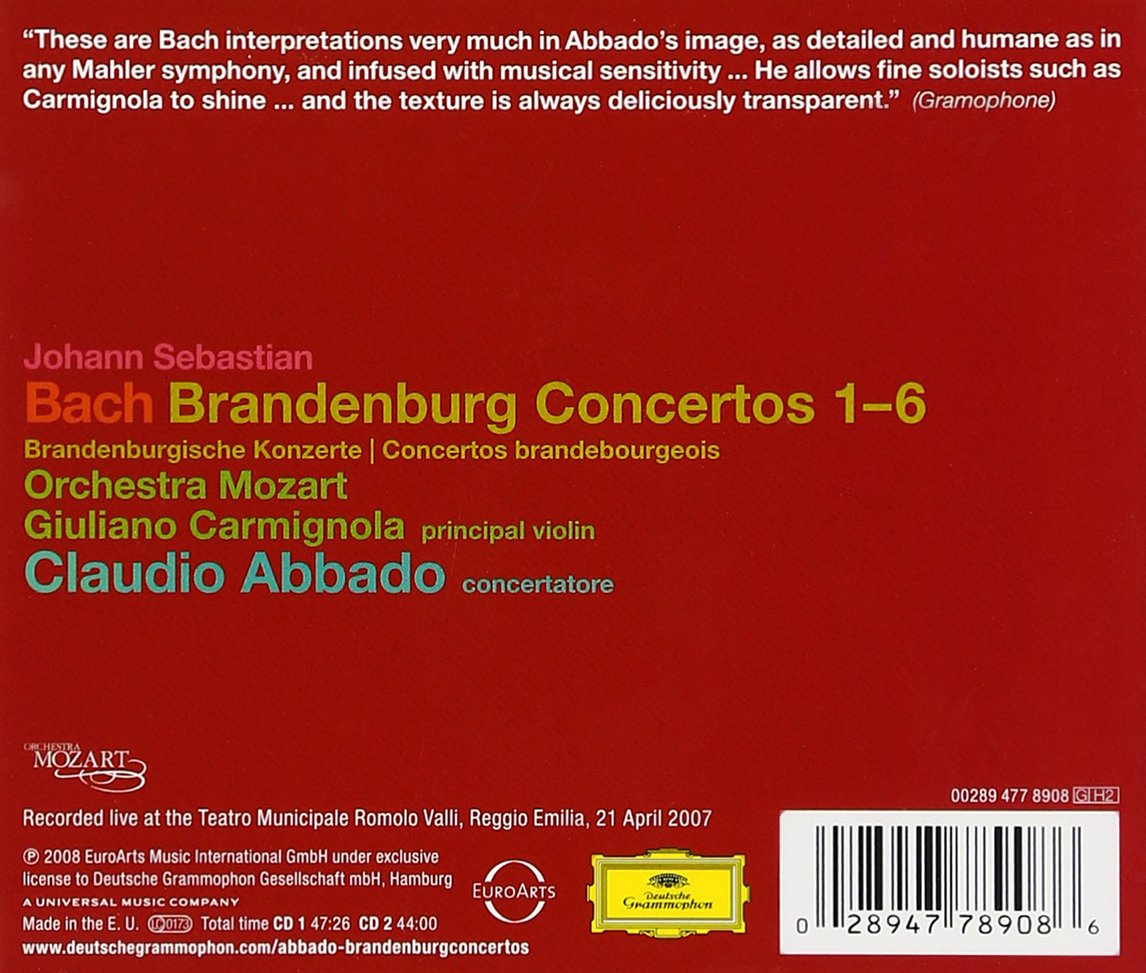 “These are Bach interpretations very much in Abbado’s image, as detailed and humane as in
any Mahler symphony, and infused with musical sensitivity ... He allows fine soloists such as
Carmignola to shine ... and the texture is always deliciously transparent.” (Gramophone)
Johann Sebastian
Bach Brandenburg Concertos 1–6
Brandenburgische Konzerte | Concertos brandebourgeois
Orchestra Mozart
Giuliano Carmignola principal violin
Claudio Abbado concertatore
ORCHESTRA
MOZART
00289 477 8908 GH2
Recorded live at the Teatro Municipale Romolo Valli, Reggio Emilia, 21 April 2007
℗ 2008 EuroArts Music International GmbH under exclusive
license to Deutsche Grammophon Gesellschaft mbH, Hamburg
A UNIVERSAL MUSIC COMPANY
Made in the E. U. LC 0173 Total time CD 1 47:26 CD 2 44:00
www.deutschegrammophon.com/abbado-brandenburgconcertos
EUROARTS
Deutsche
Grammophon
0 28947 78908 6